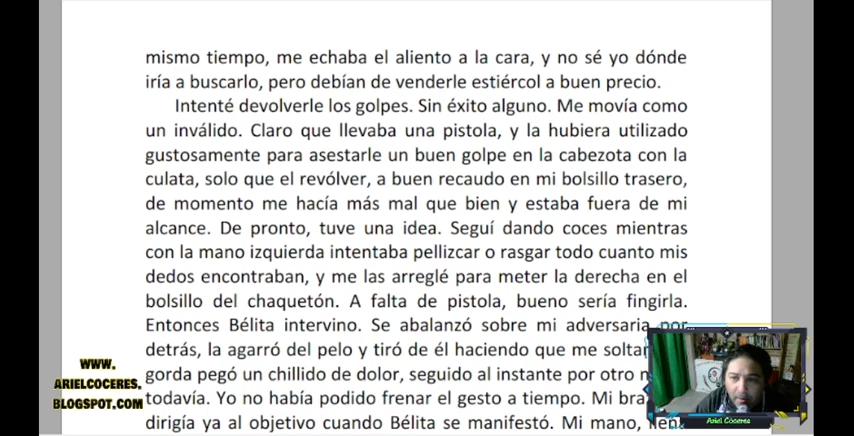 mismo tiempo, me echaba el aliento a la cara, y no sé yo dónde
iría a buscarlo, pero debían de venderle estiércol a buen precio.
Intenté devolverle los golpes. Sin éxito alguno. Me movía como
un inválido. Claro que llevaba una pistola, y la hubiera utilizado
gustosamente para asestarle un buen golpe en la cabezota con la
culata, solo que el revólver, a buen recaudo en mi bolsillo trasero,
de momento me hacía más mal que bien y estaba fuera de mi
alcance. De pronto, tuve una idea. Seguí dando coces mientras
con la mano izquierda intentaba pellizcar o rasgar todo cuanto mis
dedos encontraban, y me las arreglé para meter la derecha en el
bolsillo del chaquetón. A falta de pistola, bueno sería fingirla.
Entonces Bélita intervino. Se abalanzó sobre mi adversaria por
detrás, la agarró del pelo y tiró de él haciendo que me
gorda pegó un chillido de dolor, seguido al instante por otro
todavía. Yo no había podido frenar el gesto a tiempo. Mi
dirigía ya al objetivo cuando Bélita se manifestó. Mi mano,
WWW.
ARIELCOCERES.
BLOGSPOT.COM
Ariel Cóceres